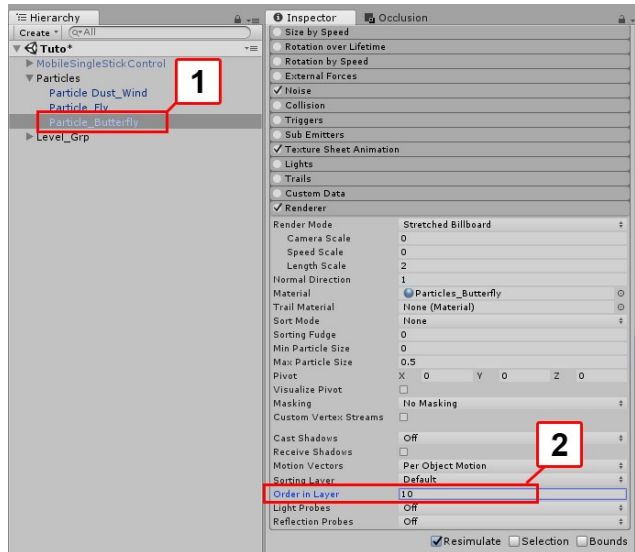 Hierarchy
Create
All
Tuto*
MobileSingleStickControl
Particles
Particle Dust_Wind
Particle_Fly
Particle_Butterfly
Level_Grp
1
Inspector
Occlusion
Size by Speed
Rotation over Lifetime
Rotation by Speed
External Forces
Noise
Collision
Triggers
Sub Emitters
Texture Sheet Animation
Lights
Trails
Custom Data
Renderer
Render Mode Stretched Billboard
Camera Scale 0
Speed Scale 0
Length Scale 2
Normal Direction 1
Material Particles_Butterfly
Trail Material None (Material)
Sort Mode None
Sorting Fudge 0
Min Particle Size 0
Max Particle Size 0.5
Pivot X 0 Y 0 Z 0
Visualize Pivot
Masking No Masking
Custom Vertex Streams
Cast Shadows Off
Receive Shadows
Motion Vectors Per Object Motion
Sorting Layer Default
Order in Layer 10
Light Probes Off
Reflection Probes Off
2
Resimulate Selection Bounds